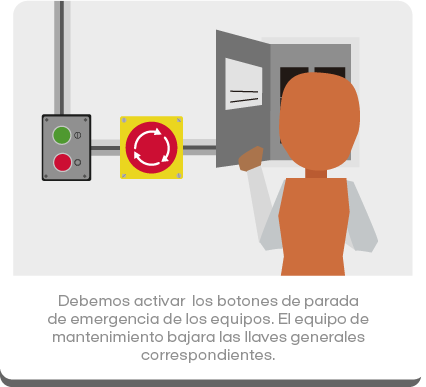 Debemos activar los botones de parada
de emergencia de los equipos. El equipo de
mantenimiento bajara las llaves generales
correspondientes.